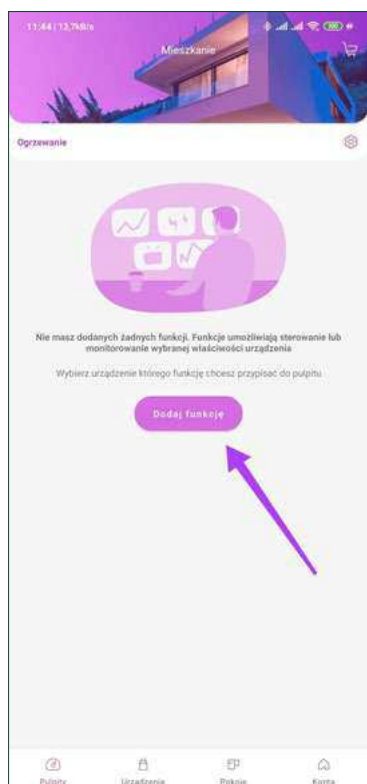 11:44 | 13,7kB/s
Mieszkanie
Ogrzewanie
Nie masz dodanych żadnych funkcji. Funkcje umożliwiają sterowanie lub
monitorowanie wybranej właściwości urządzenia
Wybierz urządzenie którego funkcję chcesz przypisać do pulpitu
Dodaj funkcję
Pulpity
Urządzenia
Pokoje
Konto